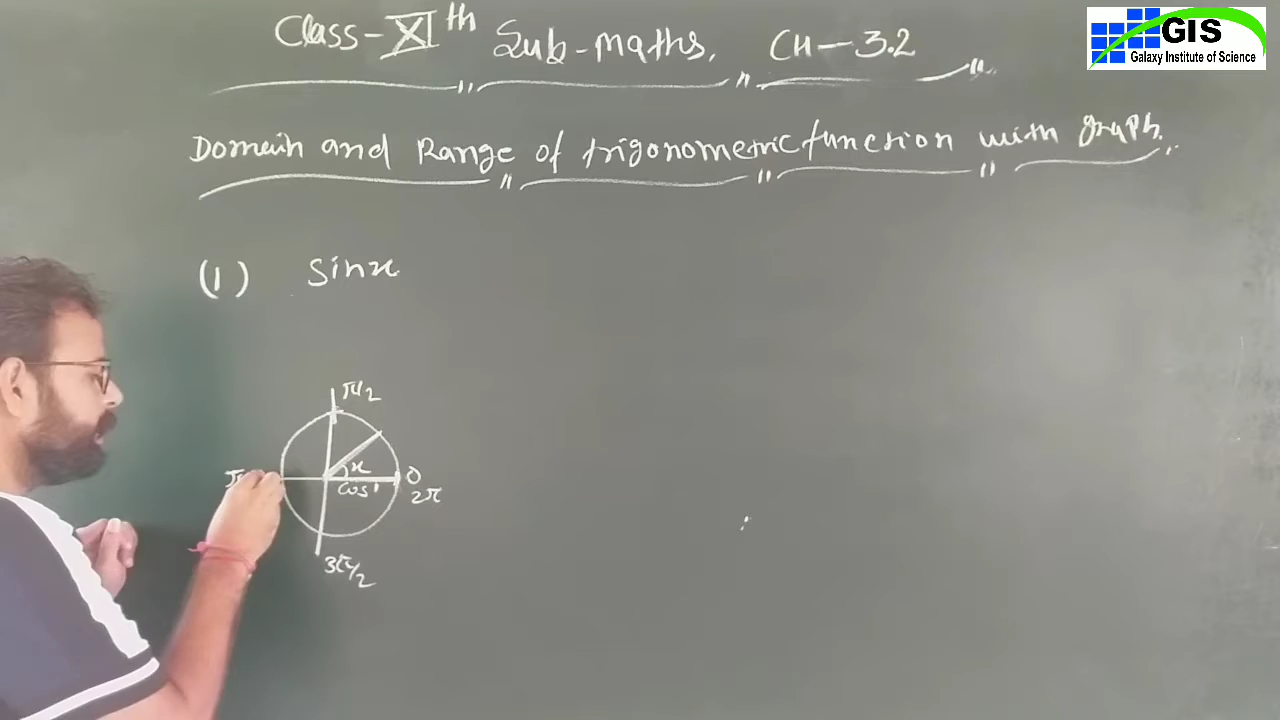 Class-XIth Sub-Maths. CH-3.2
GIS
Galaxy Institute of Science
Domain and Range of trigonometric function with graph.
(1) Sinx
π/2
x
0
cos
2π
3π/2